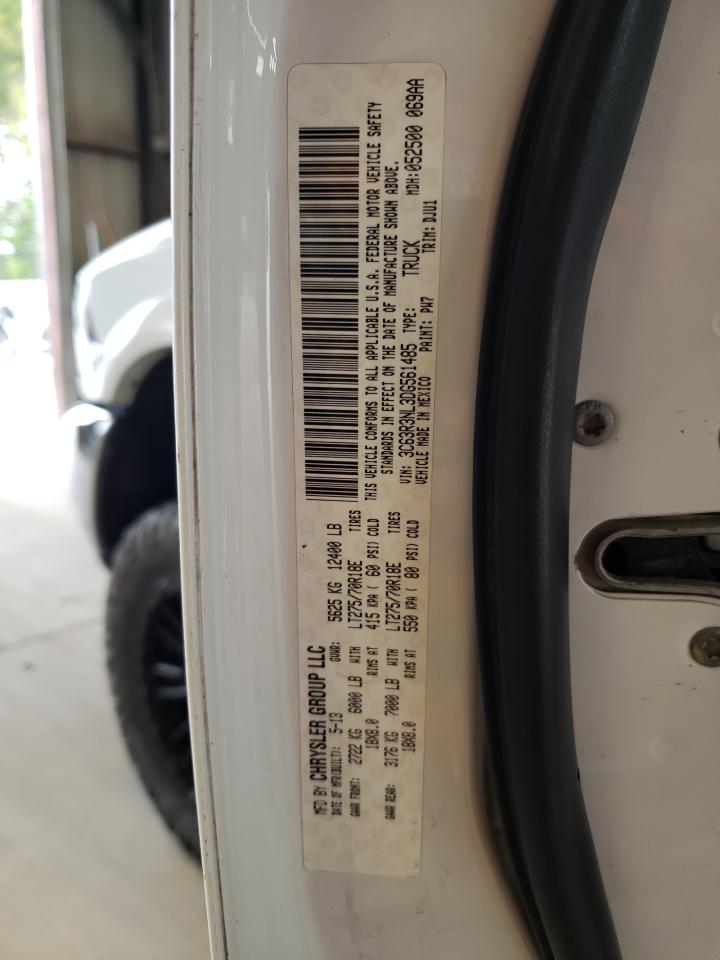 MFD BY CHRYSLER GROUP LLC
DATE OF MFR(BUILT): 5-13 GVWR: 5625 KG 12400 LB
GAWR FRONT: 2722 KG 6000 LB WITH LT275/70R18E TIRES
18X8.0 RIMS AT 415 KPA ( 60 PSI) COLD
GAWR REAR: 3176 KG 7000 LB WITH LT275/70R18E TIRES
18X8.0 RIMS AT 550 KPA ( 80 PSI) COLD
THIS VEHICLE CONFORMS TO ALL APPLICABLE U.S.A. FEDERAL MOTOR VEHICLE SAFETY
STANDARDS IN EFFECT ON THE DATE OF MANUFACTURE SHOWN ABOVE.
VIN: 3C63R3NL3DG561485 TYPE: TRUCK MDH:052500 069AA
VEHICLE MADE IN MEXICO PAINT: PW7 TRIM: DJU1